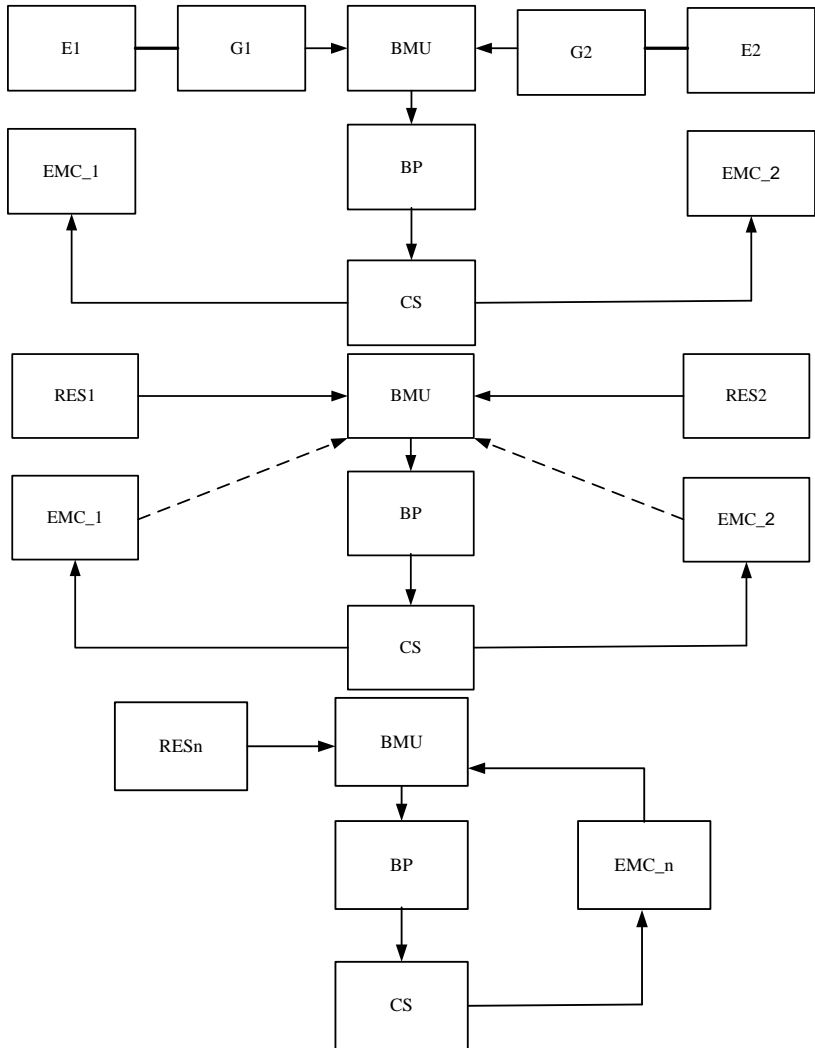 E1
G1
BMU
G2
E2
EMC_1
BP
EMC_2
CS
RES1
BMU
RES2
EMC_1
BP
EMC_2
CS
RESn
BMU
BP
EMC_n
CS